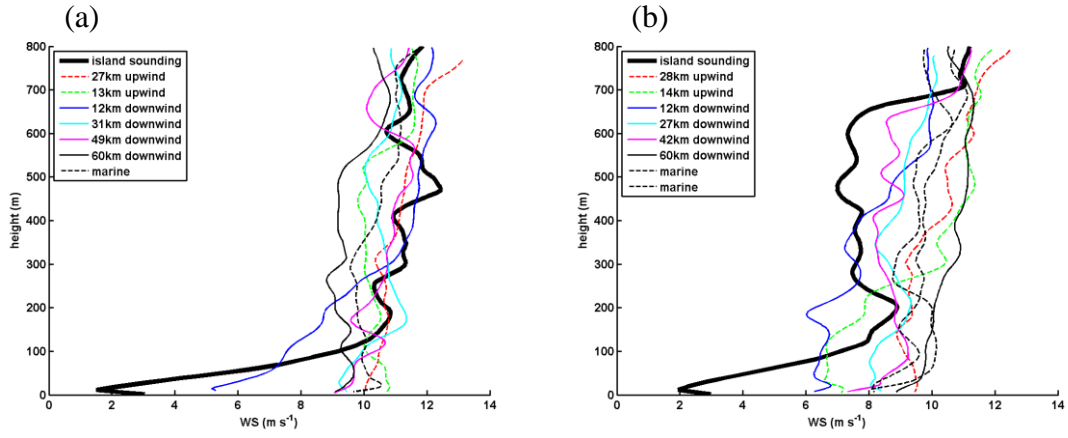 (a)
800
700
600
500
400
300
200
100
0
height (m)
0 2 4 6 8 10 12 14
WS (m s⁻¹)
island sounding
27km upwind
13km upwind
12km downwind
31km downwind
49km downwind
60km downwind
marine
(b)
800
700
600
500
400
300
200
100
0
height (m)
0 2 4 6 8 10 12 14
WS (m s⁻¹)
island sounding
28km upwind
14km upwind
12km downwind
27km downwind
42km downwind
60km downwind
marine
marine